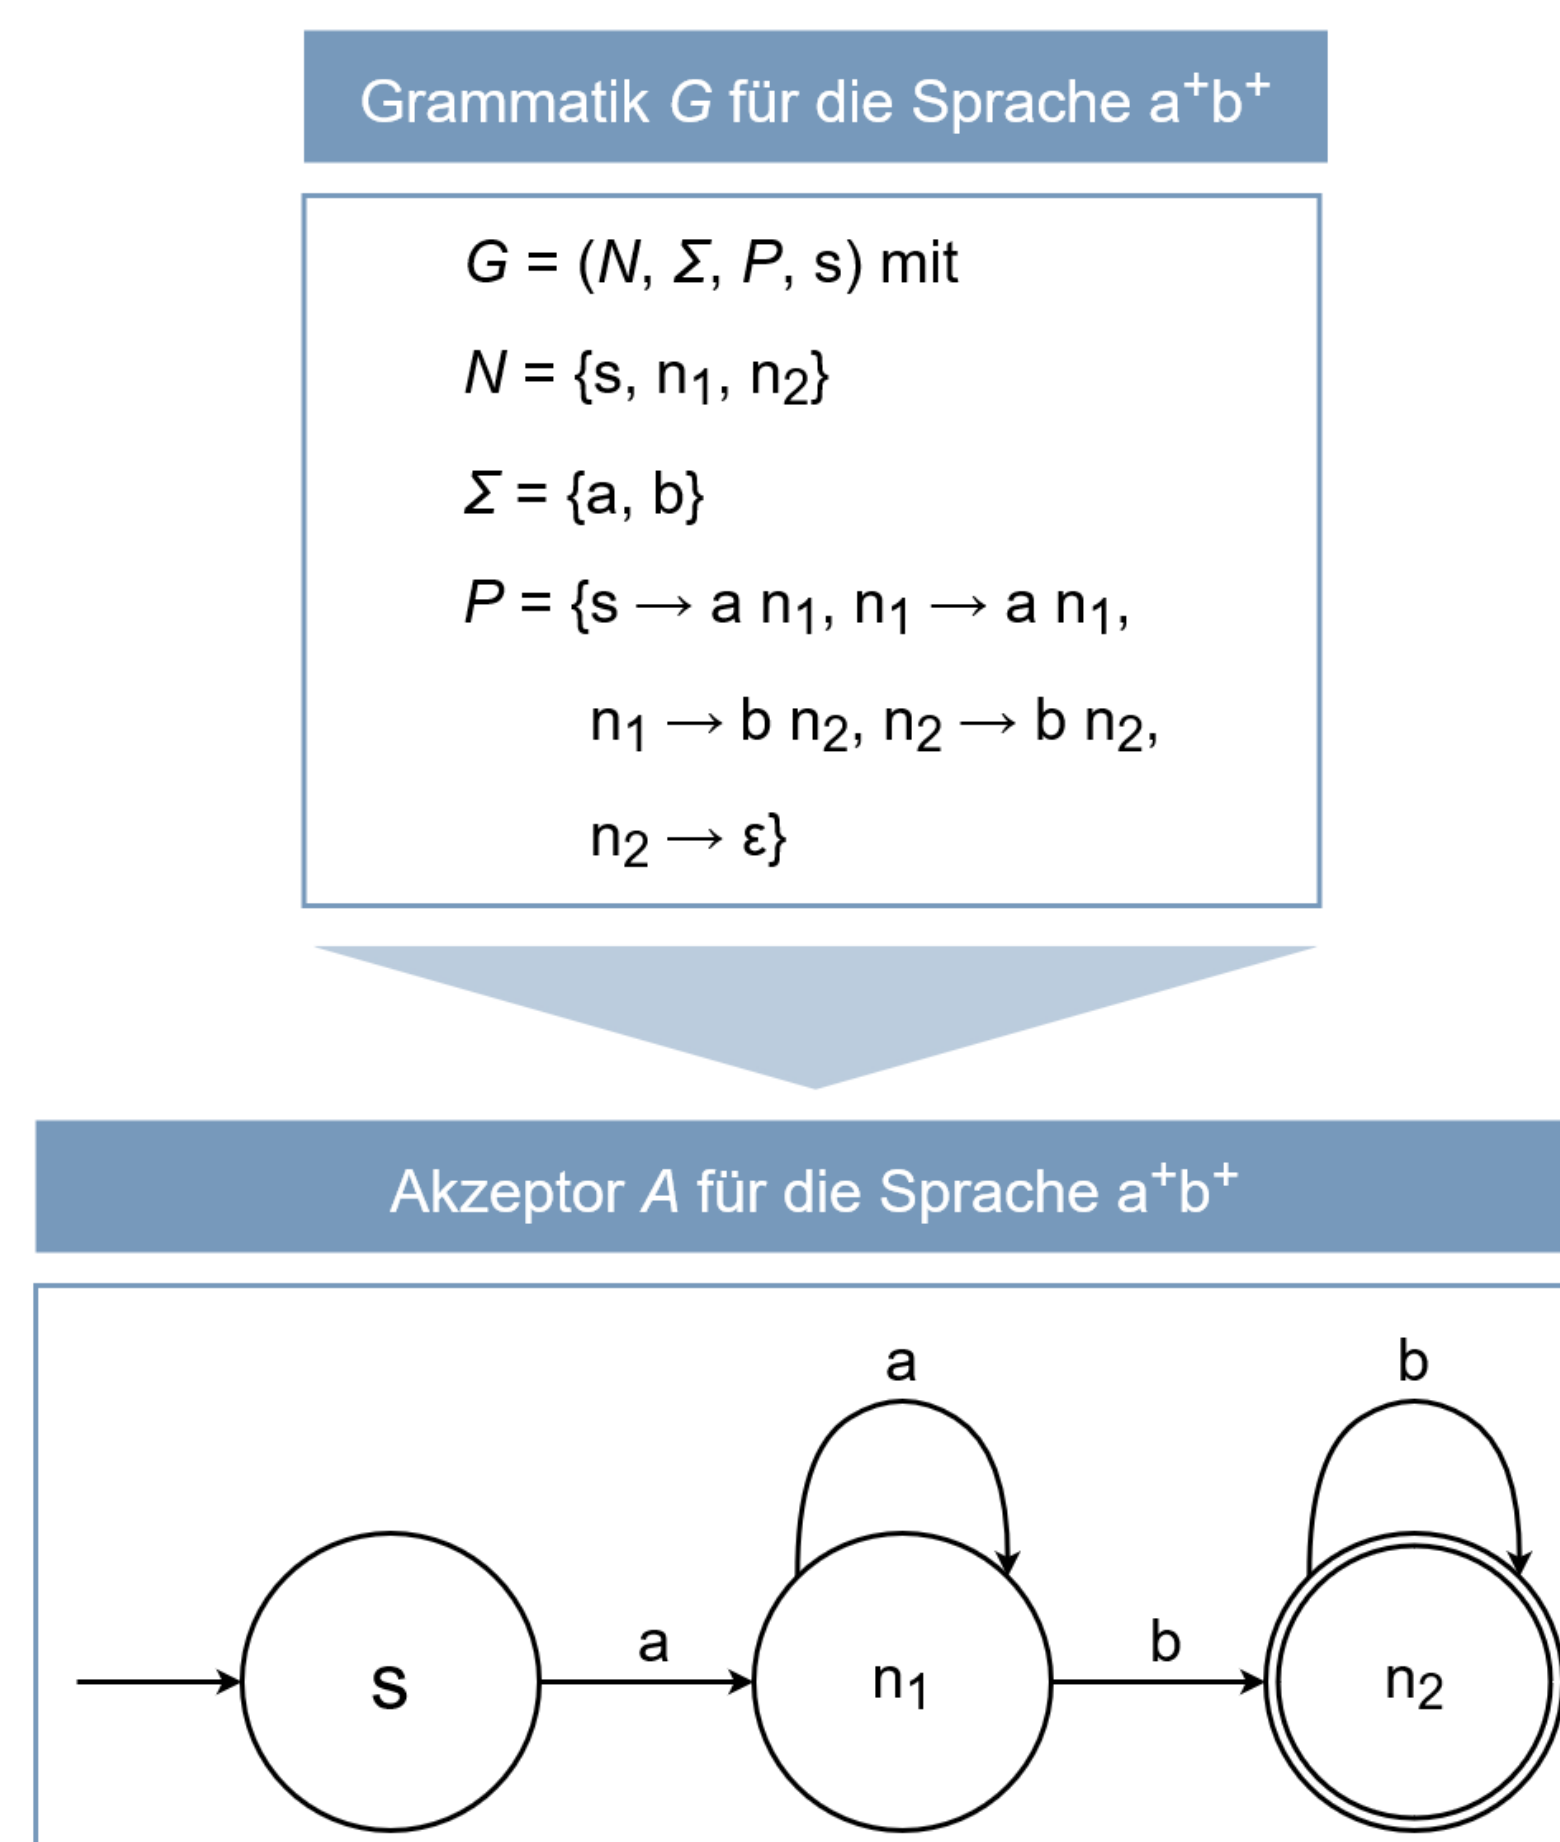 Grammatik G für die Sprache a⁺b⁺
G = (N, Σ, P, s) mit
N = {s, n₁, n₂}
Σ = {a, b}
P = {s → a n₁, n₁ → a n₁,
n₁ → b n₂, n₂ → b n₂,
n₂ → ε}
Akzeptor A für die Sprache a⁺b⁺
a b
a b
s n₁ n₂